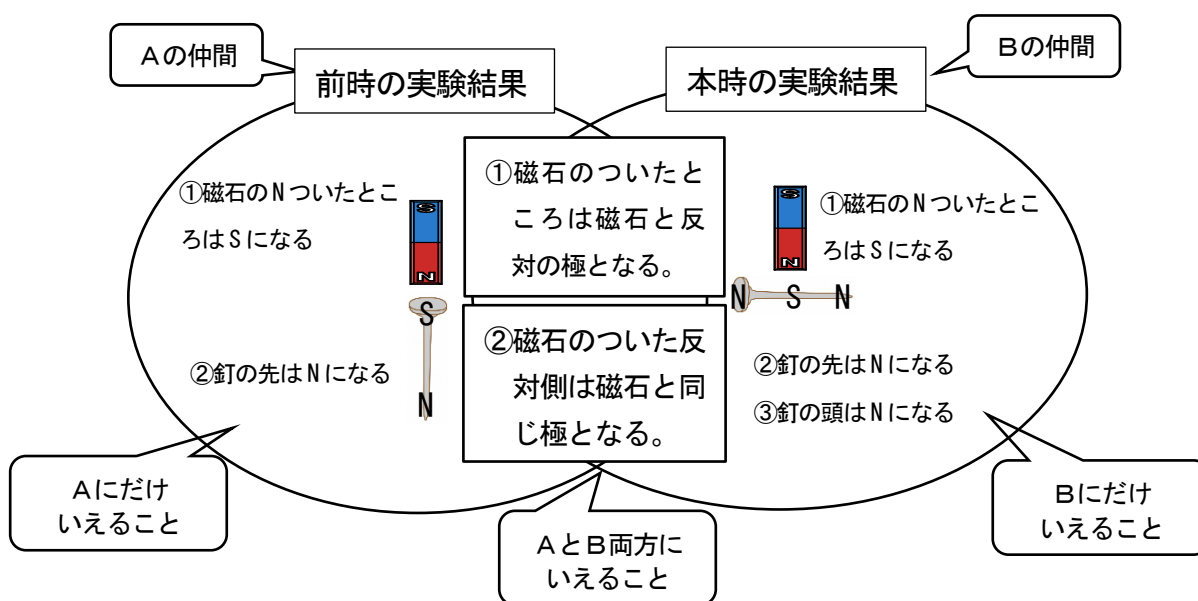 Aの仲間
Bの仲間
前時の実験結果
本時の実験結果
①磁石のNついたとこ
ろはSになる
S
N
S
N
②釘の先はNになる
①磁石のついたと
ころは磁石と反
対の極となる。
②磁石のついた反
対側は磁石と同
じ極となる。
S
N
①磁石のNついたとこ
ろはSになる
N S N
②釘の先はNになる
③釘の頭はNになる
Aにだけ
いえること
AとB両方に
いえること
Bにだけ
いえること